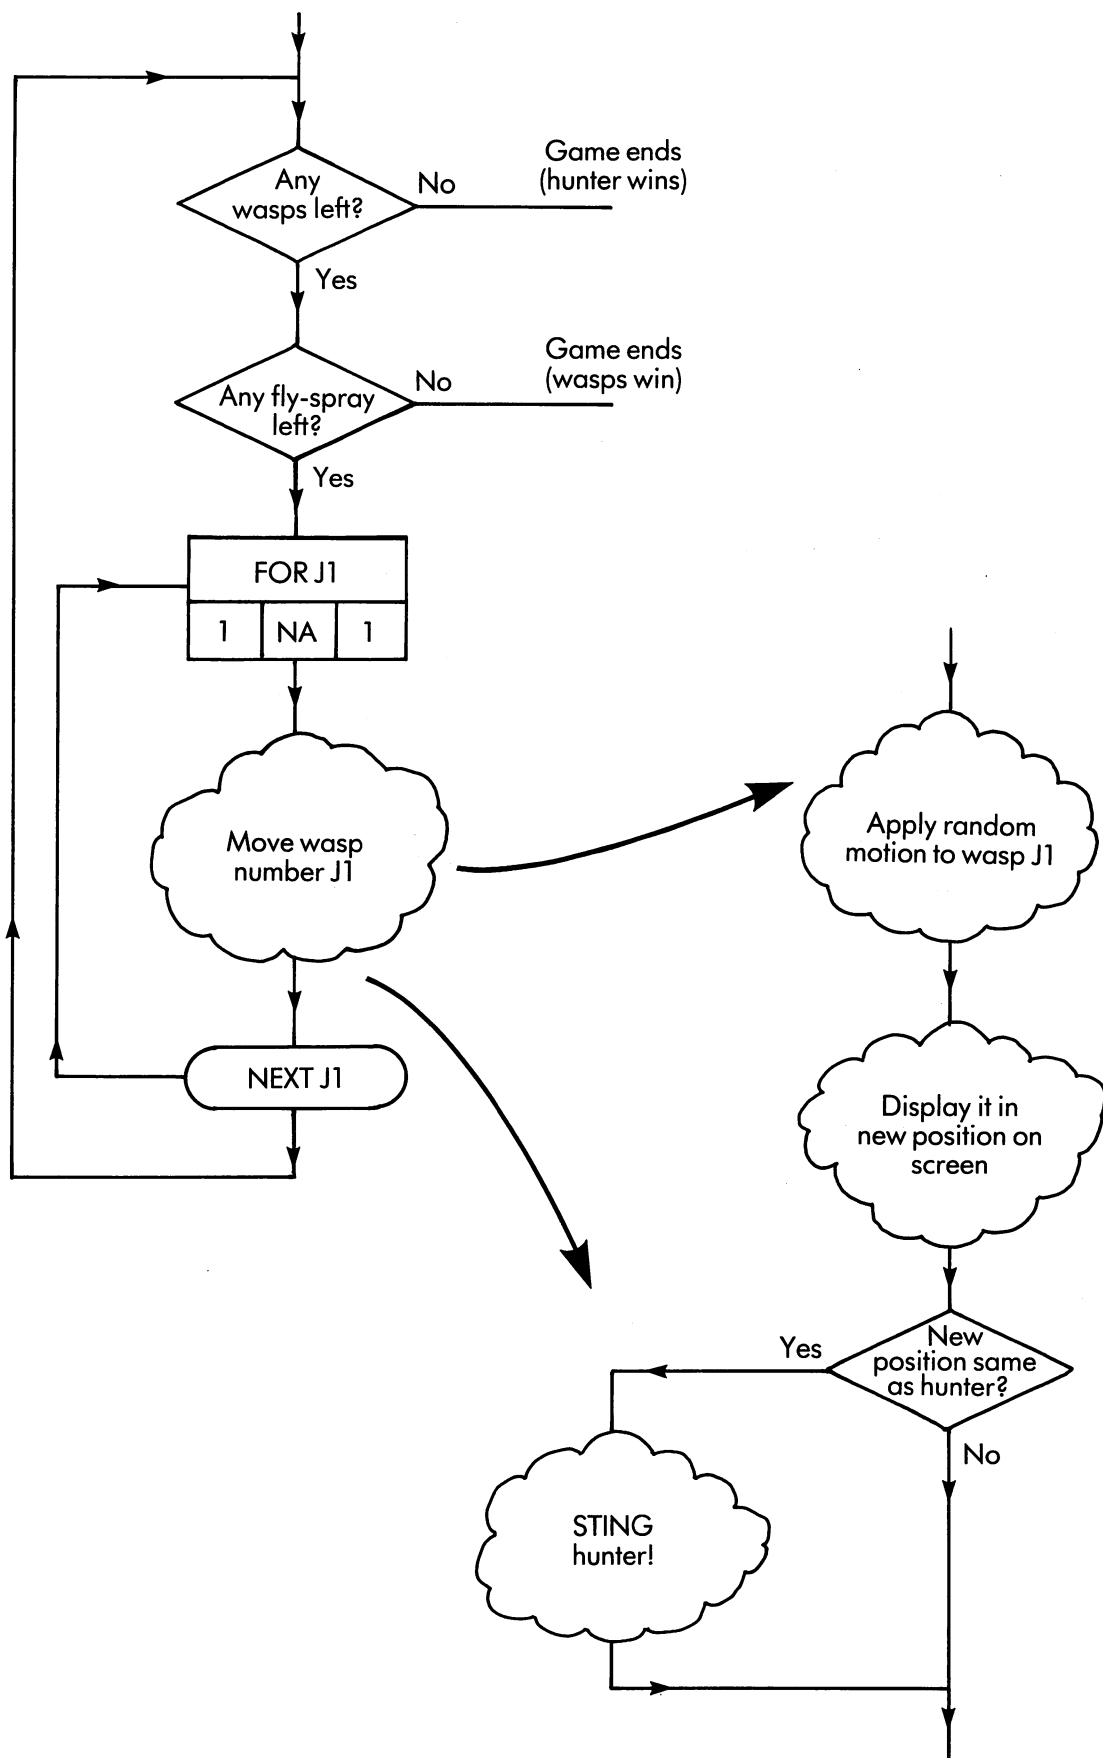 Any
wasps left?
No
Game ends
(hunter wins)
Yes
Any fly-spray
left?
No
Game ends
(wasps win)
Yes
FOR J1
1 NA 1
Move wasp
number J1
NEXT J1
Apply random
motion to wasp J1
Display it in
new position on
screen
New
position same
as hunter?
Yes
No
STING
hunter!